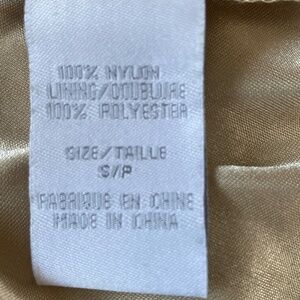 100% NYLON
LINING/DOUBLURE
100% POLYESTER
SIZE/TAILLE
S/P
FABRIQUE EN CHINE
MADE IN CHINA